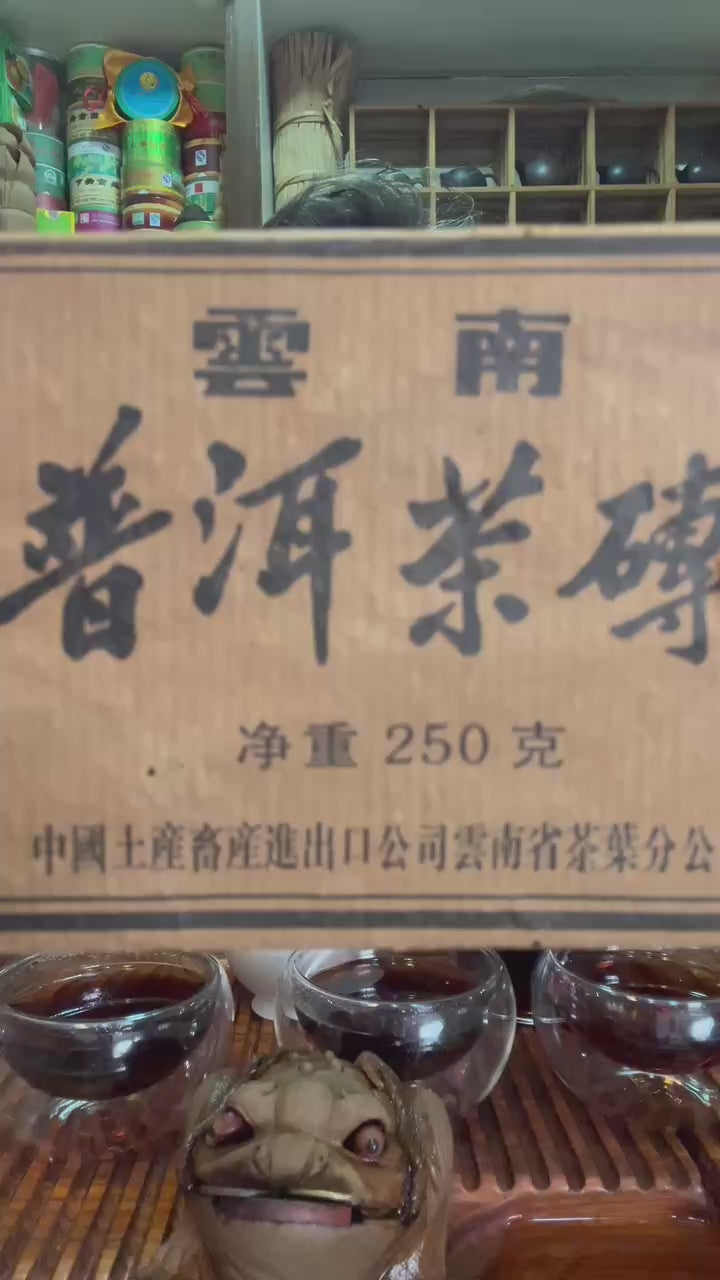 雲南
普洱茶磚
净重 250 克
中國土産畜産進出口公司雲南省茶葉分公